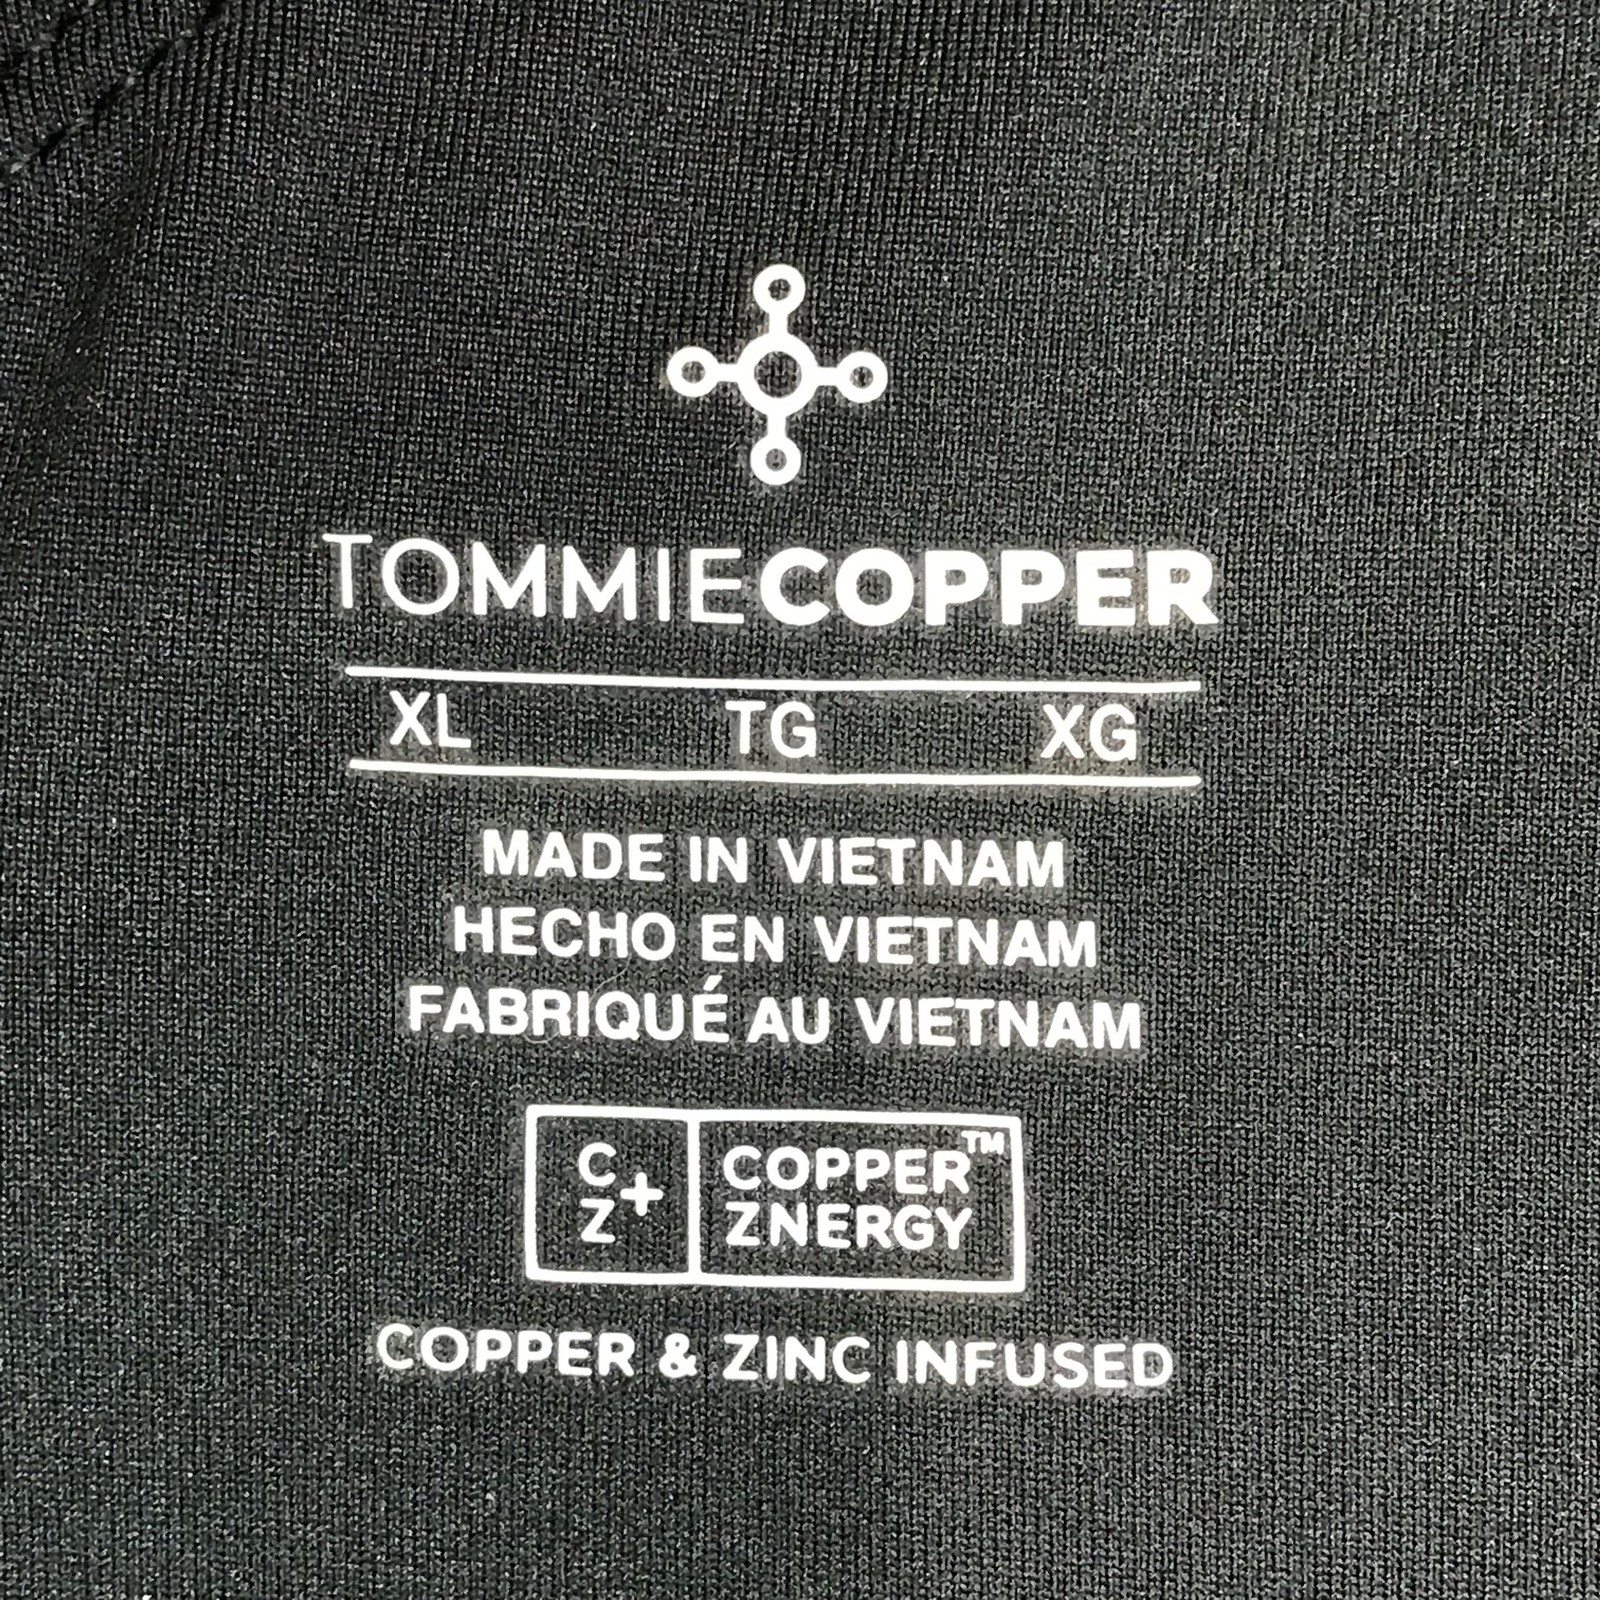 TOMMIECOPPER
XL TG XG
MADE IN VIETNAM
HECHO EN VIETNAM
FABRIQUÉ AU VIETNAM
C+
Z
COPPER™
ZNERGY
COPPER & ZINC INFUSED